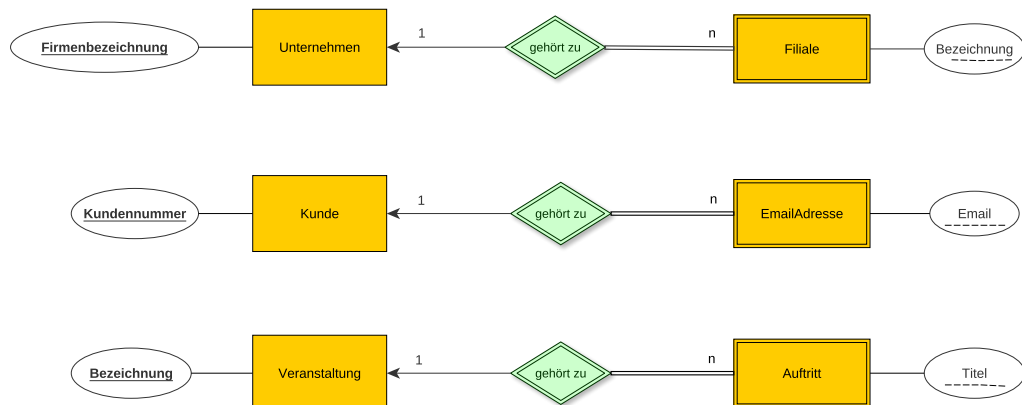 Firmenbezeichnung Unternehmen 1 gehört zu n Filiale Bezeichnung
Kundennummer Kunde 1 gehört zu n EmailAdresse Email
Bezeichnung Veranstaltung 1 gehört zu n Auftritt Titel